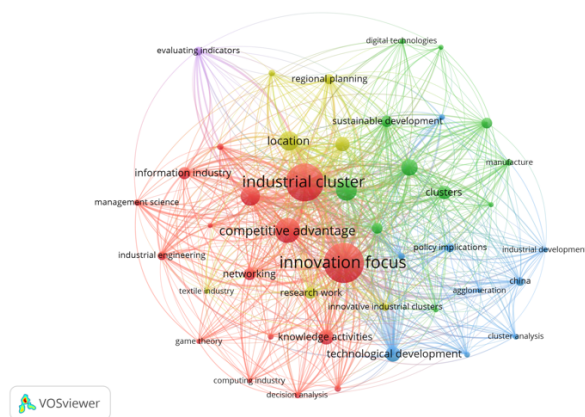 digital technologies
evaluating indicators
regional planning
sustainable development
location
manufacture
information industry
industrial cluster
clusters
management science
competitive advantage
policy implications
industrial developmen
industrial engineering
innovation focus
networking
china
textile industry
research work
agglomeration
innovative industrial clusters
knowledge activities
cluster analysis
game theory
technological development
computing industry
decision analysis
VOSviewer